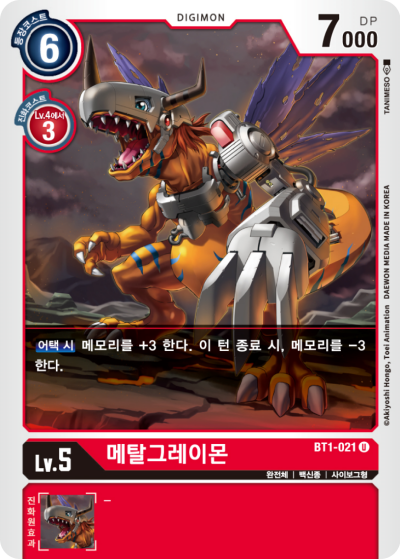 등장코스트
6
DIGIMON
DP
7000
진화코스트
Lv.4에서
3
TANIMESO
©Akiyoshi Hongo, Toei Animation DAEWON MEDIA MADE IN KOREA
어택 시 메모리를 +3 한다. 이 턴 종료 시, 메모리를 −3
한다.
BT1-021 U
Lv.5
메탈그레이몬
완전체 | 백신종 | 사이보그형
진화원효과
−